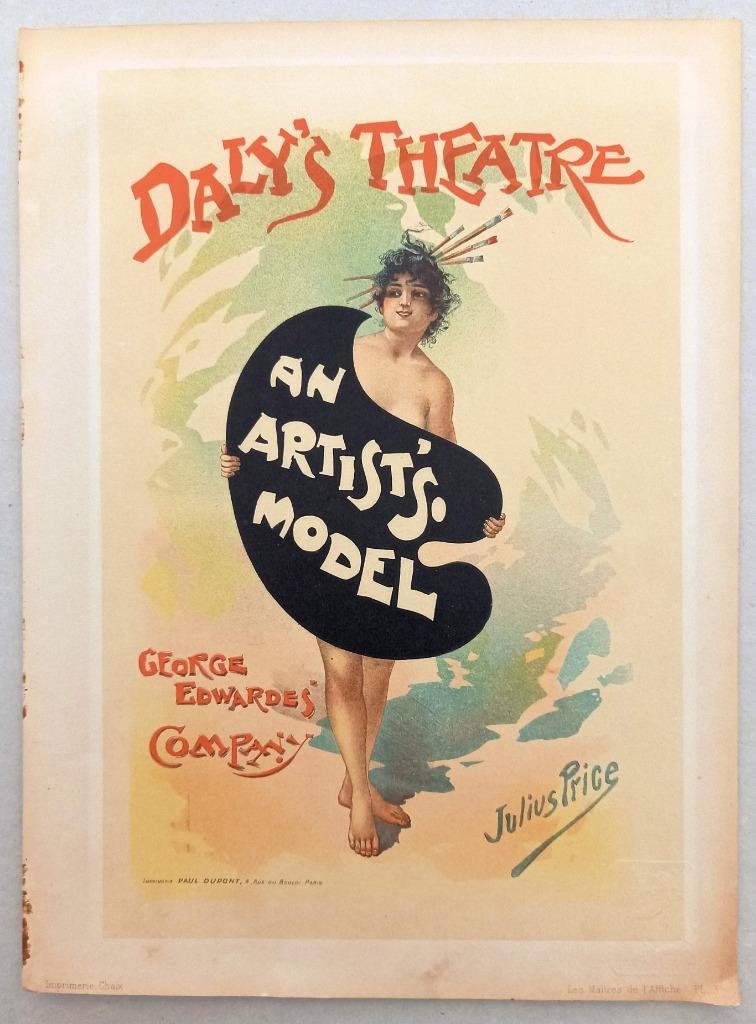 DALY'S THEATRE
AN
ARTIST'S.
MODEL
GEORGE
EDWARDES'
COMPANY
Julius Price
IMPRIMERIE PAUL DUPONT, 4, RUE DU BOULOI. PARIS
Imprimerie Chaix
Les Maîtres de l'Affiche PL.